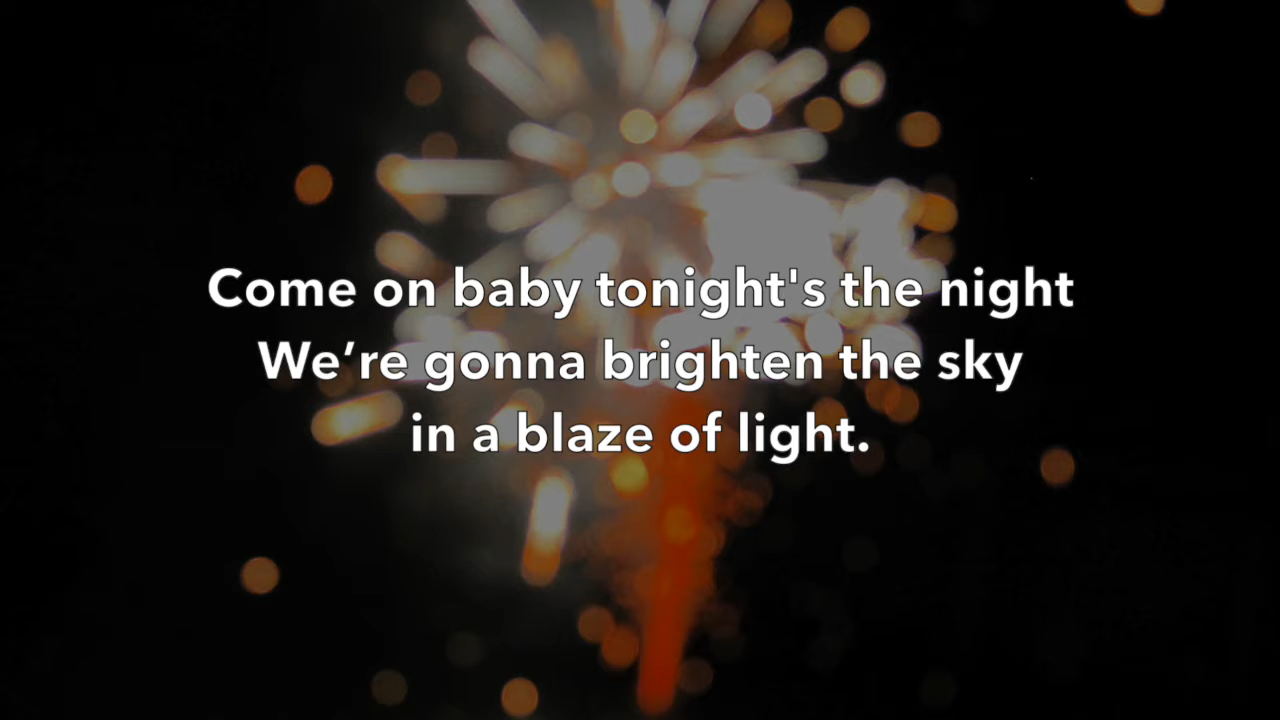 Come on baby tonight's the night
We’re gonna brighten the sky
in a blaze of light.